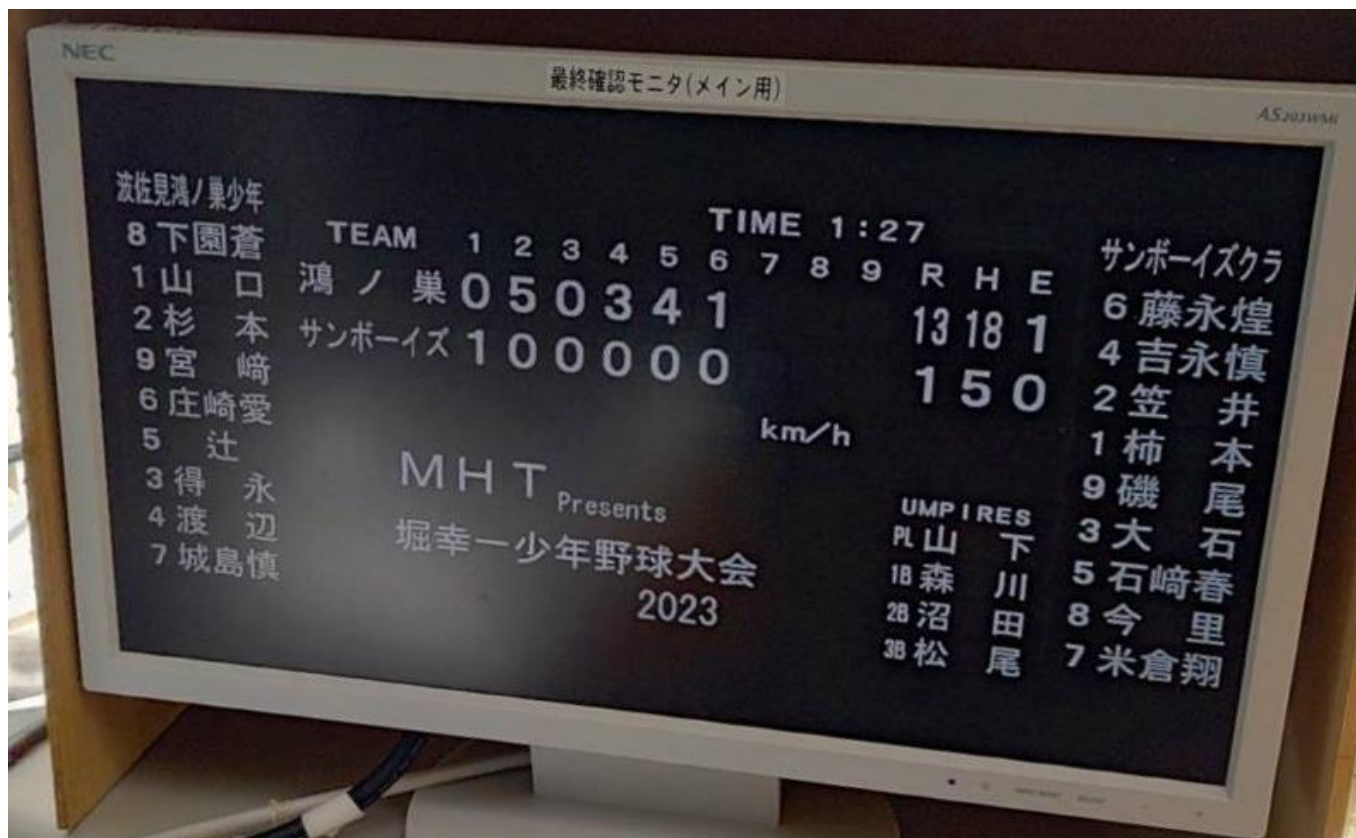 NEC
最終確認モニタ(メイン用)
AS203WMI
波佐見鴻ノ巣少年
8 下園蒼
1 山口
2 杉本
9 宮﨑
6 庄崎愛
5 辻
3 得永
4 渡辺
7 城島慎
TIME 1:27
TEAM 1 2 3 4 5 6 7 8 9 R H E
鴻ノ巣 0 5 0 3 4 1 13 18 1
サンボーイズ 1 0 0 0 0 0 1 5 0
km/h
MHT Presents
堀幸一少年野球大会
2023
UMPIRES
PL 山下
1B 森川
2B 沼田
3B 松尾
サンボーイズクラ
6 藤永煌
4 吉永慎
2 笠井
1 柿本
9 磯尾
3 大石
5 石﨑春
8 今里
7 米倉翔